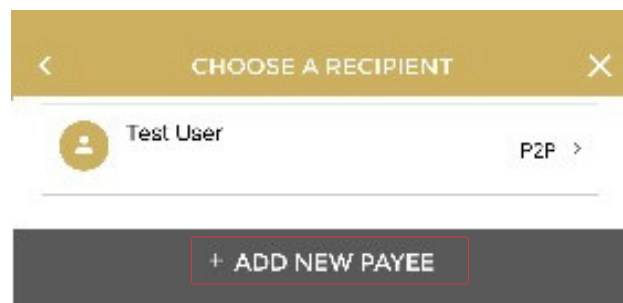 < CHOOSE A RECIPIENT ×
Test User
P2P >
+ ADD NEW PAYEE